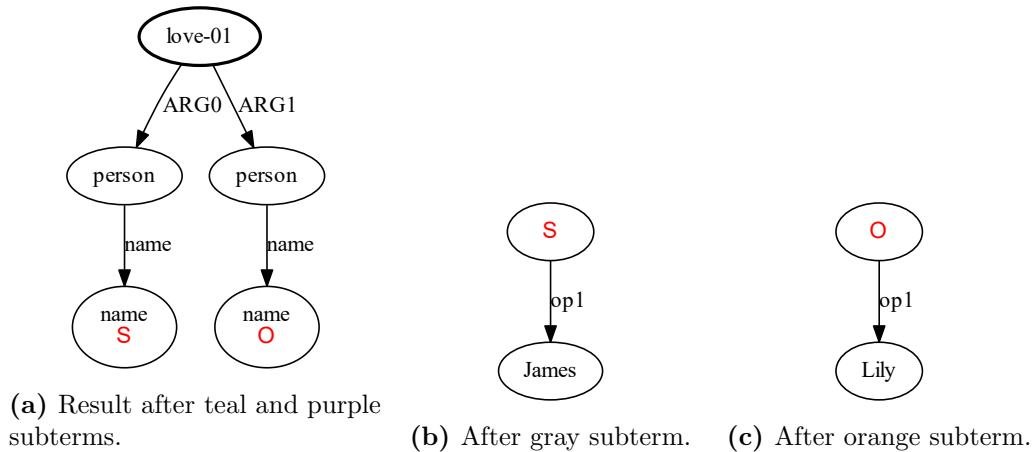 love-01
ARG0 ARG1
person person
name name
name name
S O
(a) Result after teal and purple
subterms.
S
op1
James
(b) After gray subterm.
O
op1
Lily
(c) After orange subterm.